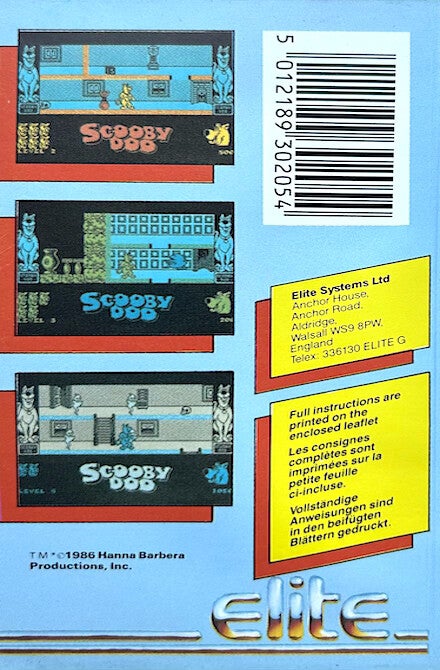 SCOOBY
DOO
LEVEL 2
500
5 012189 302054
SCOOBY
DOO
LEVEL 3
200
Elite Systems Ltd
Anchor House,
Anchor Road,
Aldridge,
Walsall WS9 8PW,
England
Telex: 336130 ELITE G
SCOOBY
DOO
LEVEL
Full instructions are
printed on the
enclosed leaflet
Les consignes
complètes sont
imprimées sur la
petite feuille
ci-incluse.
Vollständige
Anweisungen sind
in den beifügten
Blättern gedruckt.
TM*©1986 Hanna Barbera
Productions, Inc.
elite